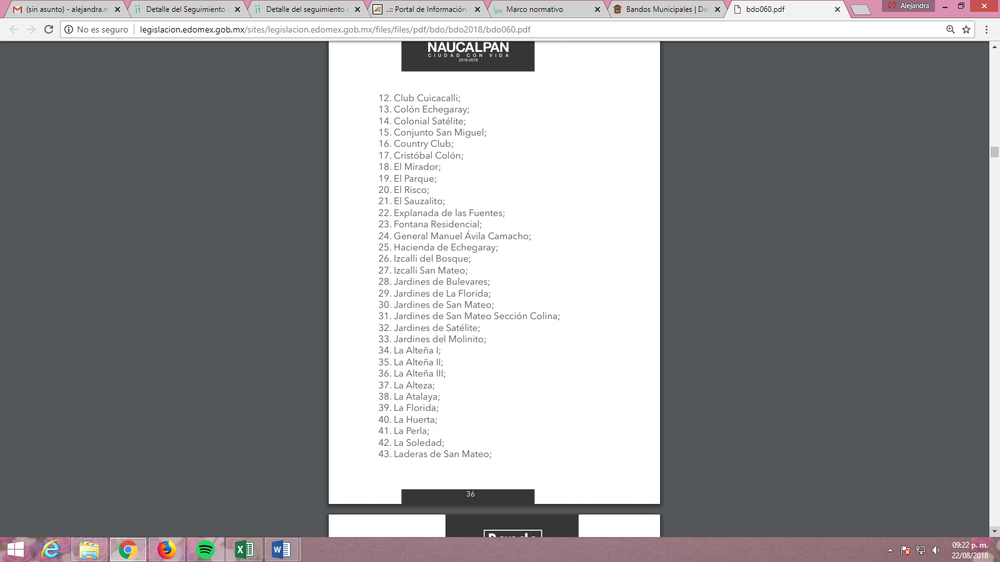 (sin asunto) - alejandra.m
Detalle del Seguimiento
Detalle del seguimiento
..:: Portal de Información
Marco normativo
Bandos Municipales | Dir
bdo060.pdf
Alejandra
No es seguro
legislacion.edomex.gob.mx/sites/legislacion.edomex.gob.mx/files/files/pdf/bdo/bdo2018/bdo060.pdf
NAUCALPAN
CIUDAD CON VIDA
2016-2018
12. Club Cuicacalli;
13. Colón Echegaray;
14. Colonial Satélite;
15. Conjunto San Miguel;
16. Country Club;
17. Cristóbal Colón;
18. El Mirador;
19. El Parque;
20. El Risco;
21. El Sauzalito;
22. Explanada de las Fuentes;
23. Fontana Residencial;
24. General Manuel Ávila Camacho;
25. Hacienda de Echegaray;
26. Izcalli del Bosque;
27. Izcalli San Mateo;
28. Jardines de Bulevares;
29. Jardines de La Florida;
30. Jardines de San Mateo;
31. Jardines de San Mateo Sección Colina;
32. Jardines de Satélite;
33. Jardines del Molinito;
34. La Alteña I;
35. La Alteña II;
36. La Alteña III;
37. La Alteza;
38. La Atalaya;
39. La Florida;
40. La Huerta;
41. La Perla;
42. La Soledad;
43. Laderas de San Mateo;
36
09:22 p. m.
22/08/2018